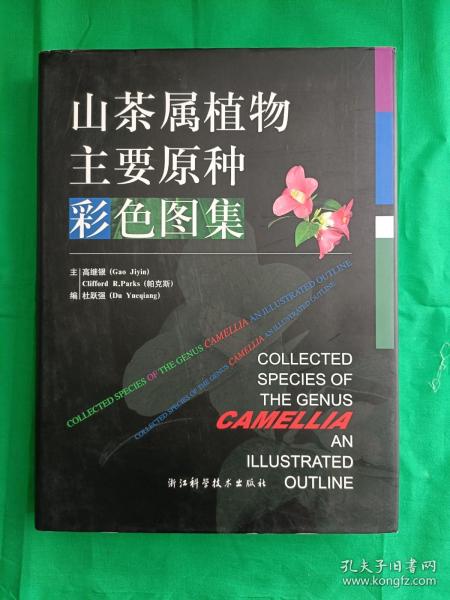 山茶属植物
主要原种
彩色图集
主 高继银 (Gao Jiyin)
Clifford R.Parks (帕克斯)
编 杜跃强 (Du Yueqiang)
COLLECTED SPECIES OF THE GENUS CAMELLIA AN ILLUSTRATED OUTLINE
COLLECTED SPECIES OF THE GENUS CAMELLIA AN ILLUSTRATED OUTLINE
COLLECTED
SPECIES OF
THE GENUS
CAMELLIA
AN
ILLUSTRATED
OUTLINE
浙江科学技术出版社
孔夫子旧书网
www.kongfz.com